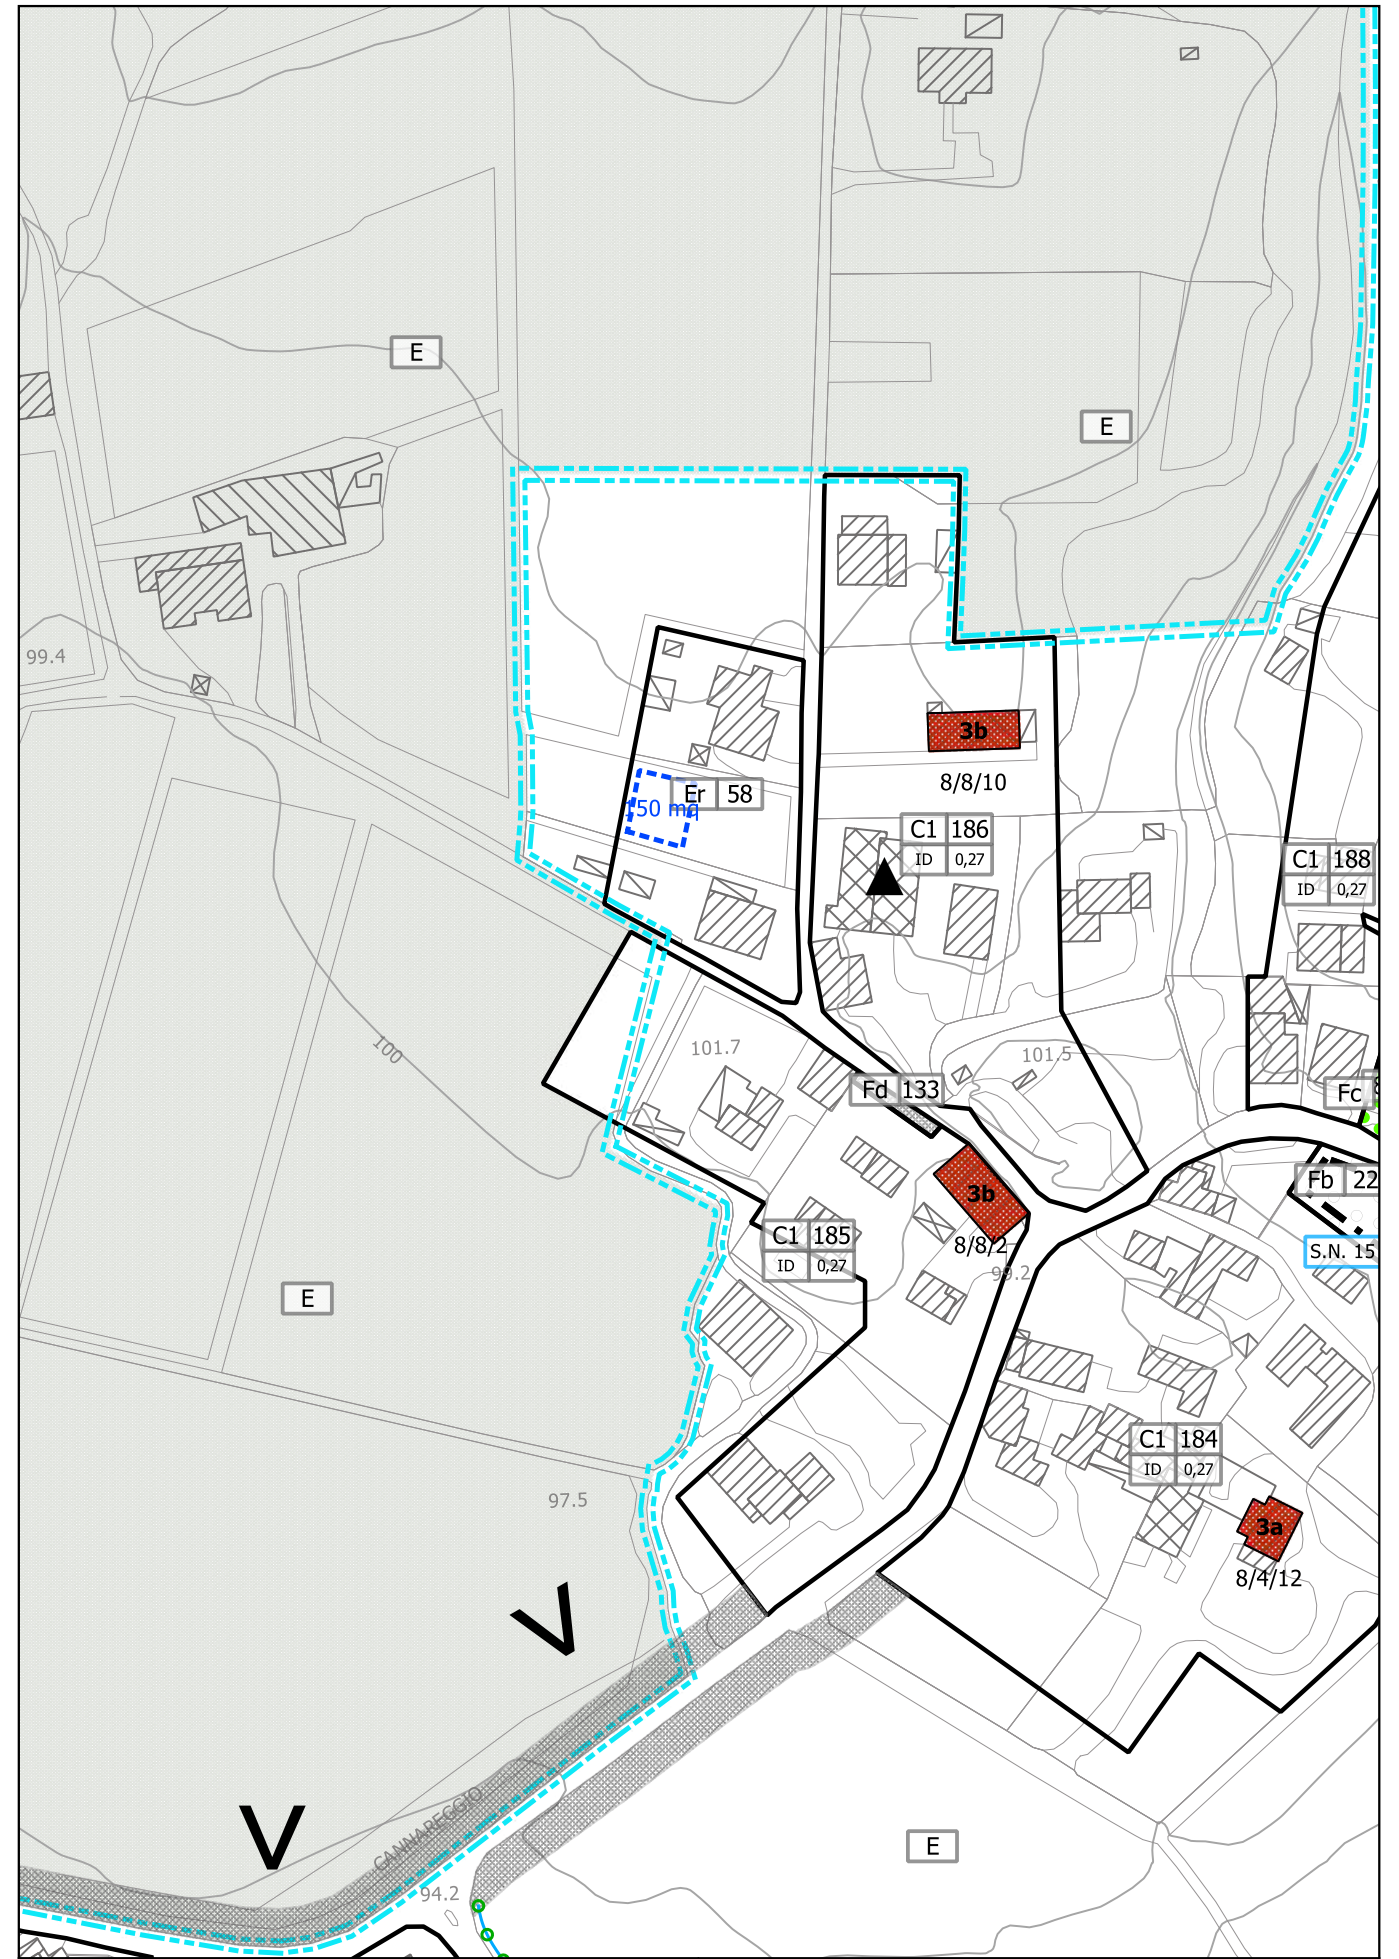 E
E
99.4
3b
8/8/10
150 mq
Er 58
C1 186
ID 0,27
C1 188
ID 0,27
100
101.7
101.5
Fd 133
Fc
3b
8/8/2
99.2
Fb 22
C1 185
ID 0,27
S.N. 15
E
C1 184
ID 0,27
97.5
3a
8/4/12
V
V
CANNAREGGIO
E
94.2